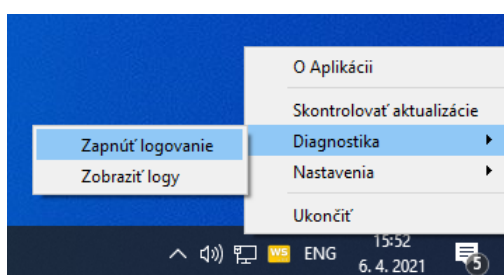 O Aplikácii
Skontrolovať aktualizácie
Diagnostika
Zapnúť logovanie
Zobraziť logy
Nastavenia
Ukončiť
WS ENG 15:52
6. 4. 2021
5